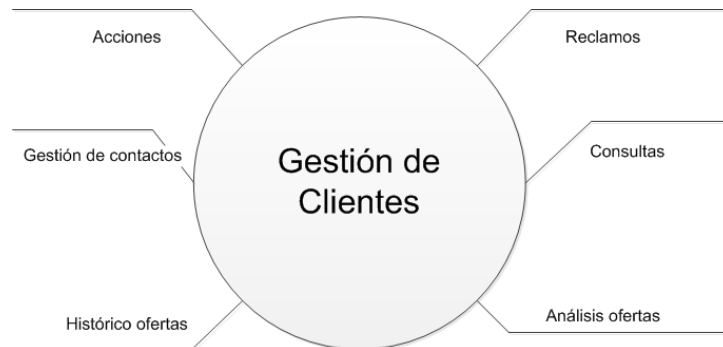 Acciones
Reclamos
Gestión de contactos
Consultas
Gestión de
Clientes
Histórico ofertas
Análisis ofertas